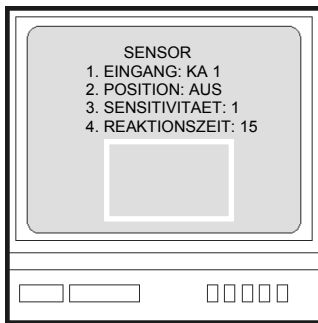 SENSOR
1. EINGANG: KA 1
2. POSITION: AUS
3. SENSITIVITAET: 1
4. REAKTIONSZEIT: 15